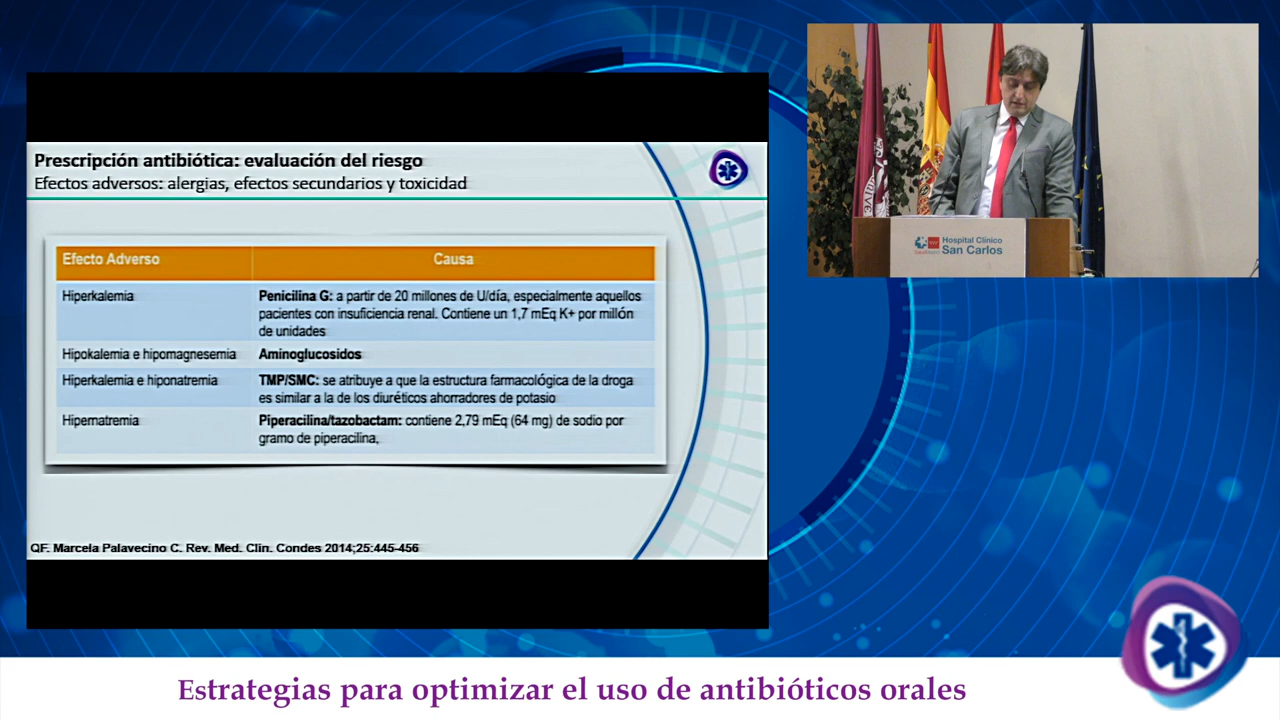 Prescripción antibiótica: evaluación del riesgo
Efectos adversos: alergias, efectos secundarios y toxicidad
Efecto Adverso
Causa
Hiperkalemia
Penicilina G: a partir de 20 millones de U/día, especialmente aquellos
pacientes con insuficiencia renal. Contiene un 1,7 mEq K+ por millón
de unidades
Hipokalemia e hipomagnesemia
Aminoglucosidos
Hiperkalemia e hiponatremia
TMP/SMC: se atribuye a que la estructura farmacológica de la droga
es similar a la de los diuréticos ahorradores de potasio
Hipernatremia
Piperacilina/tazobactam: contiene 2,79 mEq (64 mg) de sodio por
gramo de piperacilina,
QF. Marcela Palavecino C. Rev. Med. Clin. Condes 2014;25:445-456
Hospital Clínico
San Carlos
Estrategias para optimizar el uso de antibióticos orales